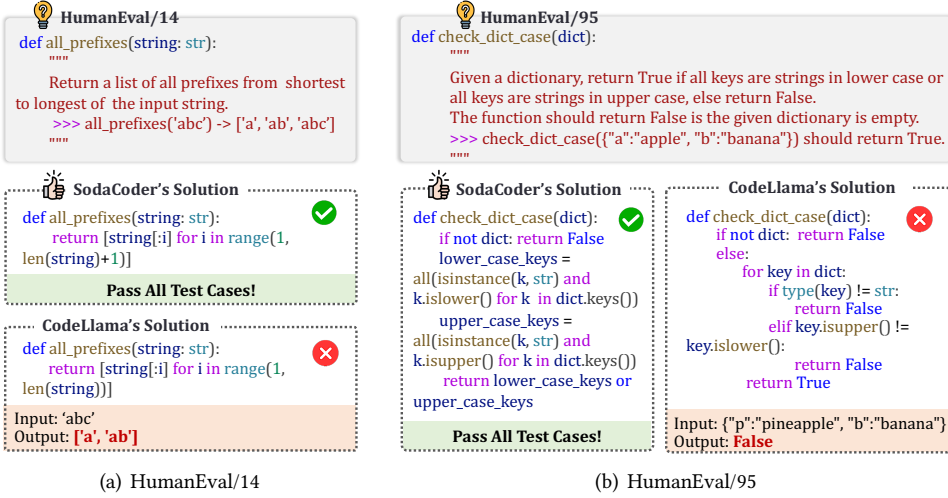 HumanEval/14
def all_prefixes(string: str):
"""
Return a list of all prefixes from shortest
to longest of the input string.
>>> all_prefixes('abc') -> ['a', 'ab', 'abc']
"""
SodaCoder's Solution
def all_prefixes(string: str):
return [string[:i] for i in range(1,
len(string)+1)]
Pass All Test Cases!
CodeLlama's Solution
def all_prefixes(string: str):
return [string[:i] for i in range(1,
len(string))]
Input: ‘abc’
Output: ['a', 'ab']
(a) HumanEval/14
HumanEval/95
def check_dict_case(dict):
"""
Given a dictionary, return True if all keys are strings in lower case or
all keys are strings in upper case, else return False.
The function should return False is the given dictionary is empty.
>>> check_dict_case({"a":"apple", "b":"banana"}) should return True.
"""
SodaCoder's Solution
def check_dict_case(dict):
if not dict: return False
lower_case_keys =
all(isinstance(k, str) and
k.islower() for k in dict.keys())
upper_case_keys =
all(isinstance(k, str) and
k.isupper() for k in dict.keys())
return lower_case_keys or
upper_case_keys
Pass All Test Cases!
CodeLlama's Solution
def check_dict_case(dict):
if not dict: return False
else:
for key in dict:
if type(key) != str:
return False
elif key.isupper() !=
key.islower():
return False
return True
Input: {"p":"pineapple", "b":"banana"}
Output: False
(b) HumanEval/95